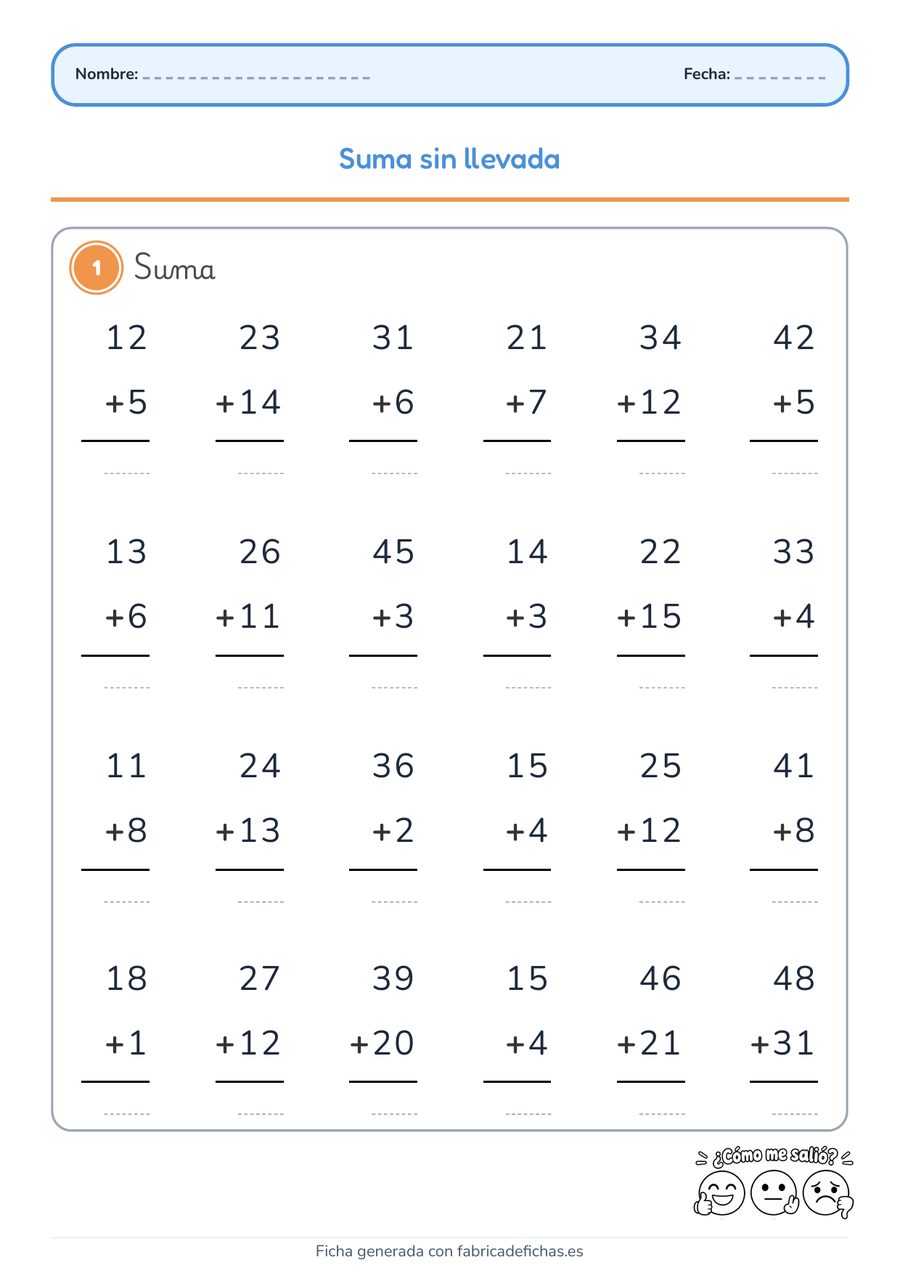 Nombre: Fecha:
Suma sin llevada
1 Suma
12 23 31 21 34 42
+5 +14 +6 +7 +12 +5
13 26 45 14 22 33
+6 +11 +3 +3 +15 +4
11 24 36 15 25 41
+8 +13 +2 +4 +12 +8
18 27 39 15 46 48
+1 +12 +20 +4 +21 +31
¿Cómo me salió?
Ficha generada con fabricadefichas.es